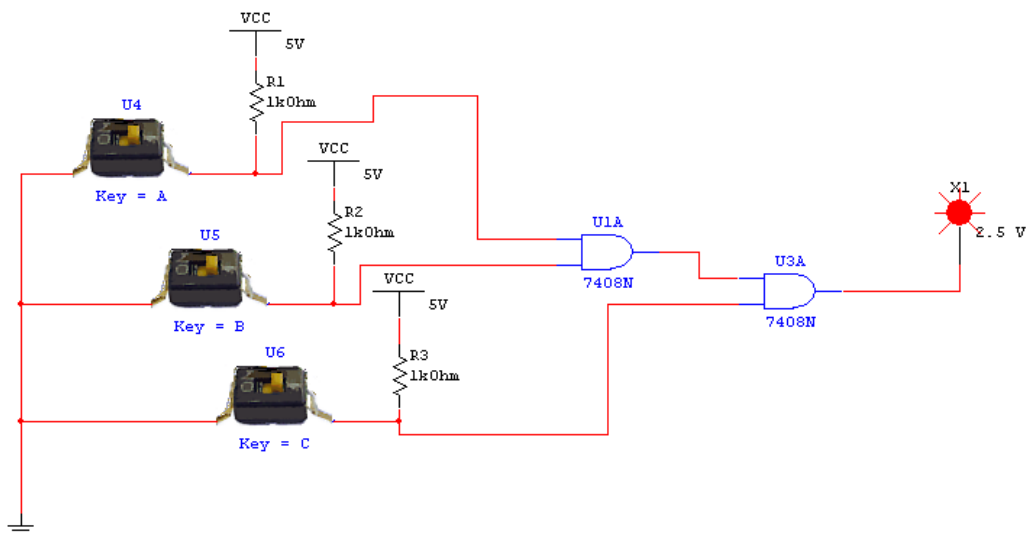 VCC
5V
R1
1kOhm
U4
Key = A
VCC
5V
R2
1kOhm
U5
Key = B
VCC
5V
R3
1kOhm
U6
Key = C
U1A
7408N
U3A
7408N
X1
2.5 V